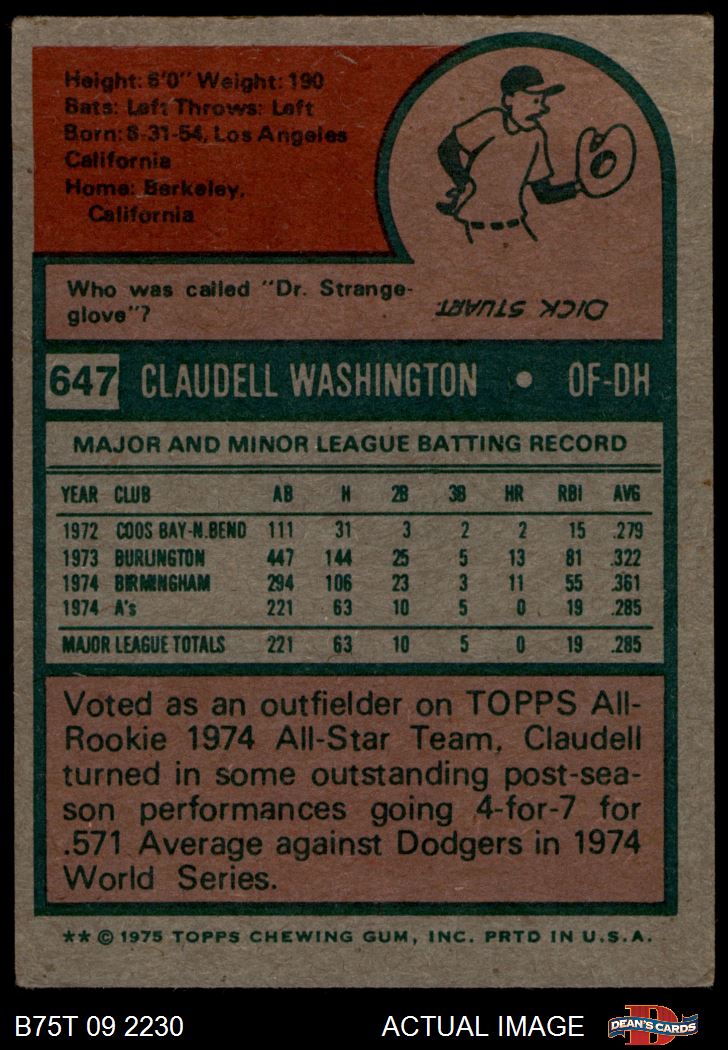 Height: 6'0" Weight: 190
Bats: Left Throws: Left
Born: 8-31-54, Los Angeles
California
Home: Berkeley,
California
Who was called "Dr. Strange-
glove"?
DICK STUART.
647 CLAUDELL WASHINGTON • OF-DH
MAJOR AND MINOR LEAGUE BATTING RECORD
YEAR CLUB AB H 2B 3B HR RBI AVG
1972 COOS BAY-N.BEND 111 31 3 2 2 15 .279
1973 BURLINGTON 447 144 25 5 13 81 .322
1974 BIRMINGHAM 294 106 23 3 11 55 .361
1974 A's 221 63 10 5 0 19 .285
MAJOR LEAGUE TOTALS 221 63 10 5 0 19 .285
Voted as an outfielder on TOPPS All-
Rookie 1974 All-Star Team, Claudell
turned in some outstanding post-sea-
son performances going 4-for-7 for
.571 Average against Dodgers in 1974
World Series.
** © 1975 TOPPS CHEWING GUM, INC. PRTD IN U.S.A.
B75T 09 2230 ACTUAL IMAGE D DEAN'S CARDS